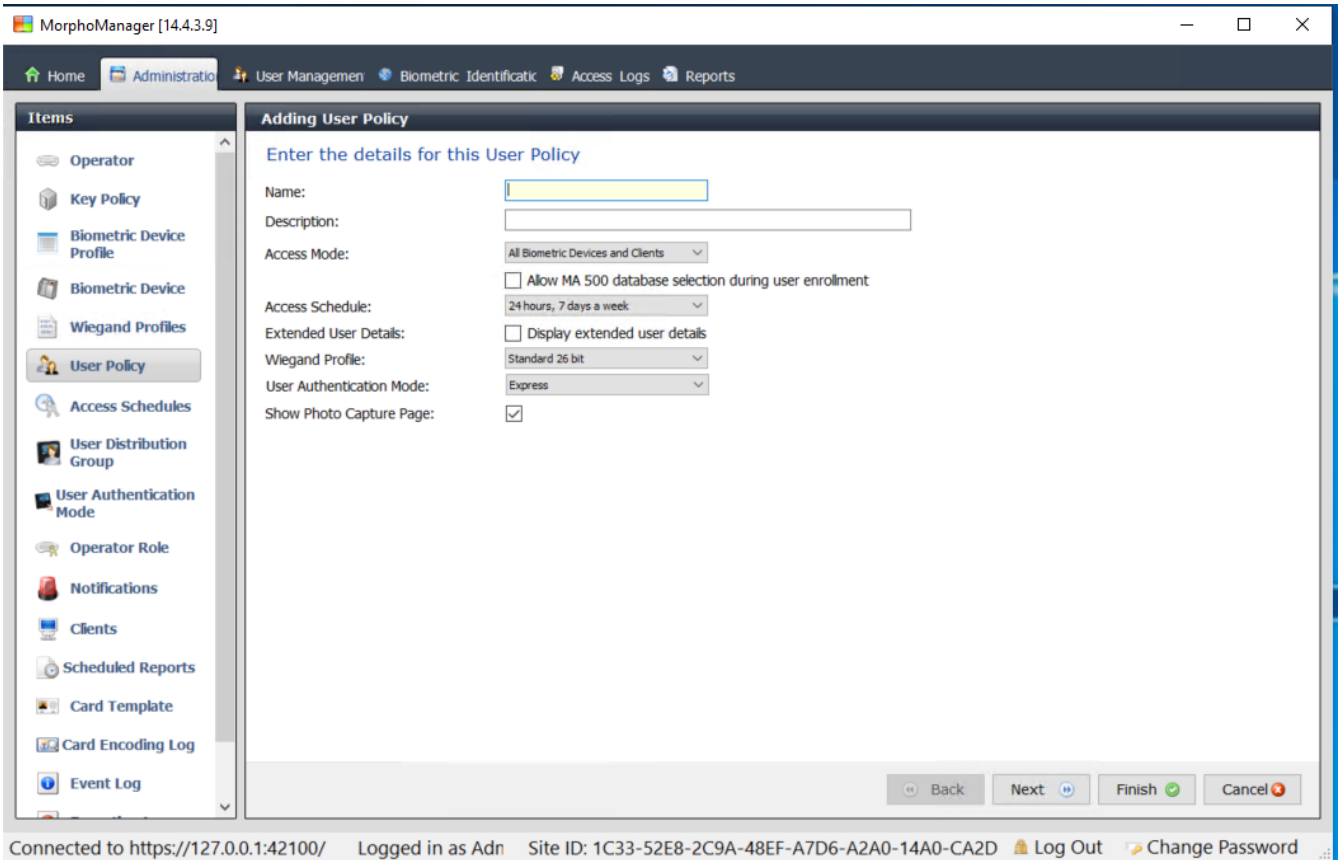 MorphoManager [14.4.3.9]
Home Administratio User Managemen Biometric Identificatic Access Logs Reports
Items
Operator
Key Policy
Biometric Device
Profile
Biometric Device
Wiegand Profiles
User Policy
Access Schedules
User Distribution
Group
User Authentication
Mode
Operator Role
Notifications
Clients
Scheduled Reports
Card Template
Card Encoding Log
Event Log
Adding User Policy
Enter the details for this User Policy
Name:
Description:
Access Mode: All Biometric Devices and Clients
Allow MA 500 database selection during user enrollment
Access Schedule: 24 hours, 7 days a week
Extended User Details: Display extended user details
Wiegand Profile: Standard 26 bit
User Authentication Mode: Express
Show Photo Capture Page:
Back Next Finish Cancel
Connected to https://127.0.0.1:42100/ Logged in as Adn Site ID: 1C33-52E8-2C9A-48EF-A7D6-A2A0-14A0-CA2D Log Out Change Password